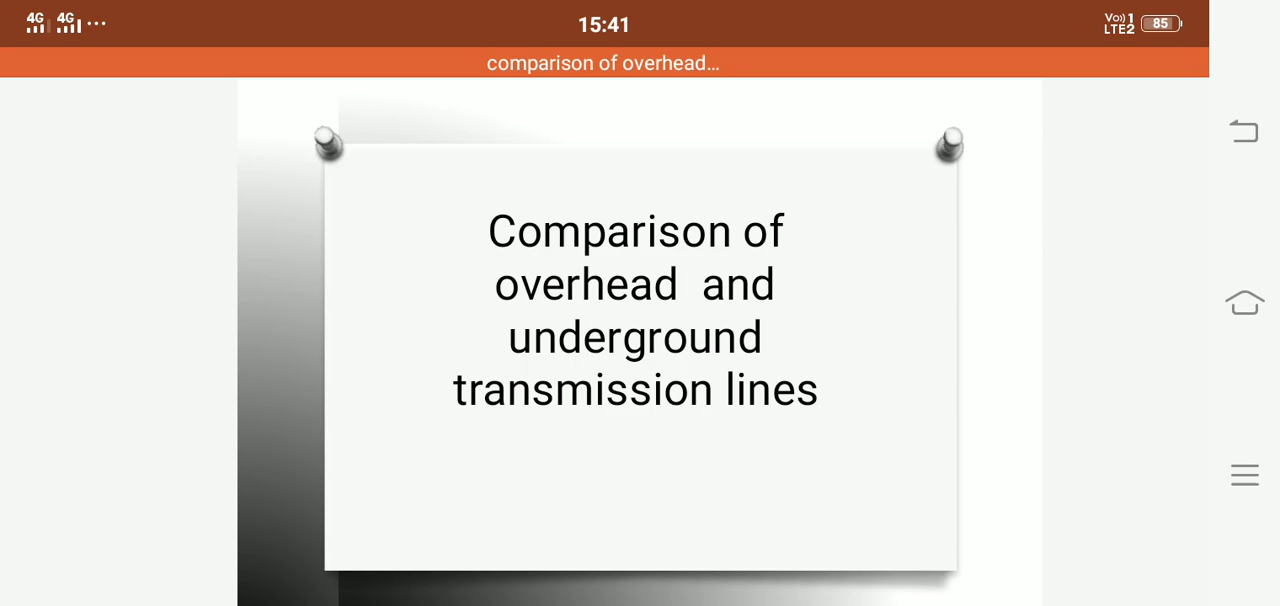 4G 4G ...
15:41
Vo)) 1
LTE2
85
comparison of overhead...
Comparison of
overhead and
underground
transmission lines